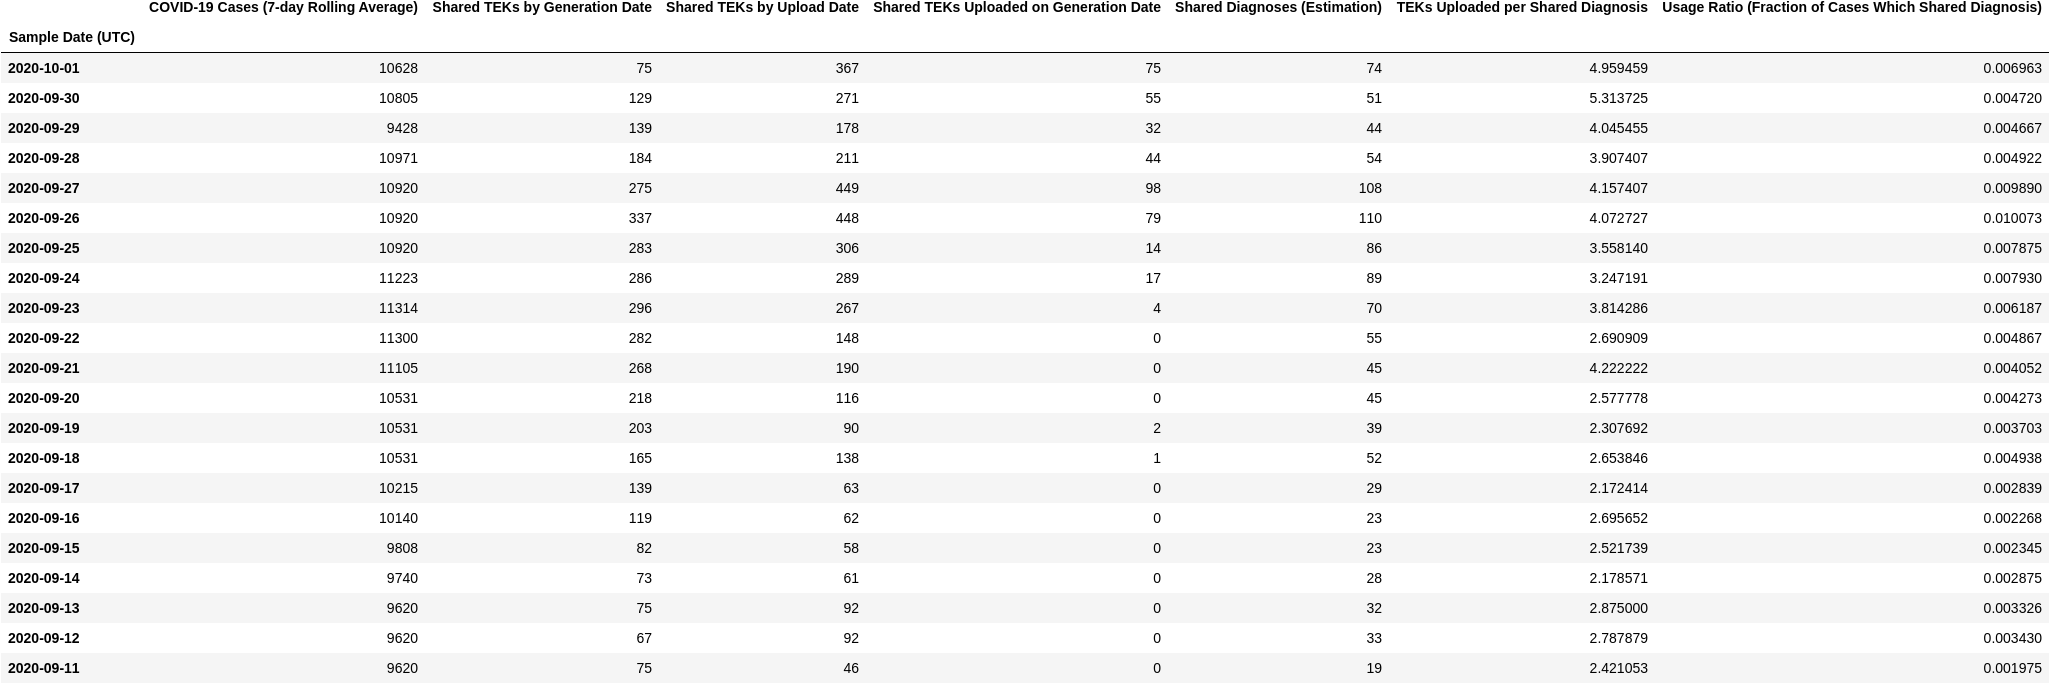 COVID-19 Cases (7-day Rolling Average) Shared TEKs by Generation Date Shared TEKs by Upload Date Shared TEKs Uploaded on Generation Date Shared Diagnoses (Estimation) TEKs Uploaded per Shared Diagnosis Usage Ratio (Fraction of Cases Which Shared Diagnosis)
Sample Date (UTC)
2020-10-01 10628 75 367 75 74 4.959459 0.006963
2020-09-30 10805 129 271 55 51 5.313725 0.004720
2020-09-29 9428 139 178 32 44 4.045455 0.004667
2020-09-28 10971 184 211 44 54 3.907407 0.004922
2020-09-27 10920 275 449 98 108 4.157407 0.009890
2020-09-26 10920 337 448 79 110 4.072727 0.010073
2020-09-25 10920 283 306 14 86 3.558140 0.007875
2020-09-24 11223 286 289 17 89 3.247191 0.007930
2020-09-23 11314 296 267 4 70 3.814286 0.006187
2020-09-22 11300 282 148 0 55 2.690909 0.004867
2020-09-21 11105 268 190 0 45 4.222222 0.004052
2020-09-20 10531 218 116 0 45 2.577778 0.004273
2020-09-19 10531 203 90 2 39 2.307692 0.003703
2020-09-18 10531 165 138 1 52 2.653846 0.004938
2020-09-17 10215 139 63 0 29 2.172414 0.002839
2020-09-16 10140 119 62 0 23 2.695652 0.002268
2020-09-15 9808 82 58 0 23 2.521739 0.002345
2020-09-14 9740 73 61 0 28 2.178571 0.002875
2020-09-13 9620 75 92 0 32 2.875000 0.003326
2020-09-12 9620 67 92 0 33 2.787879 0.003430
2020-09-11 9620 75 46 0 19 2.421053 0.001975